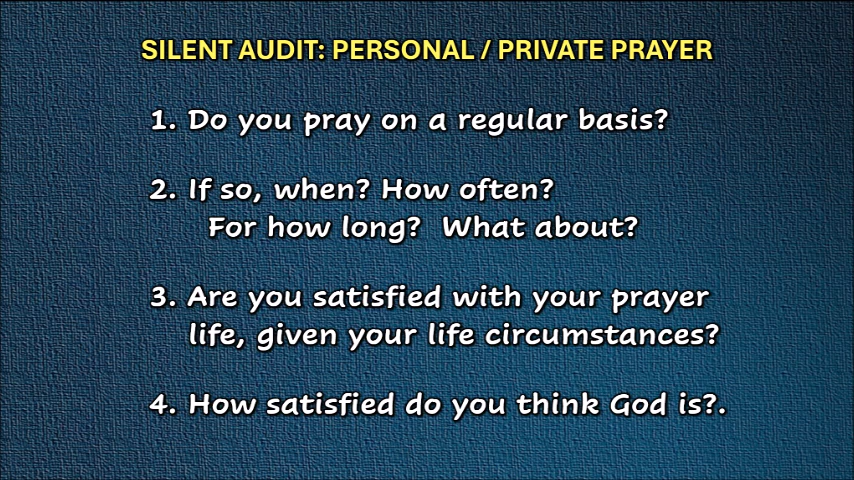 SILENT AUDIT: PERSONAL / PRIVATE PRAYER
1. Do you pray on a regular basis?
2. If so, when? How often?
For how long? What about?
3. Are you satisfied with your prayer
life, given your life circumstances?
4. How satisfied do you think God is?.